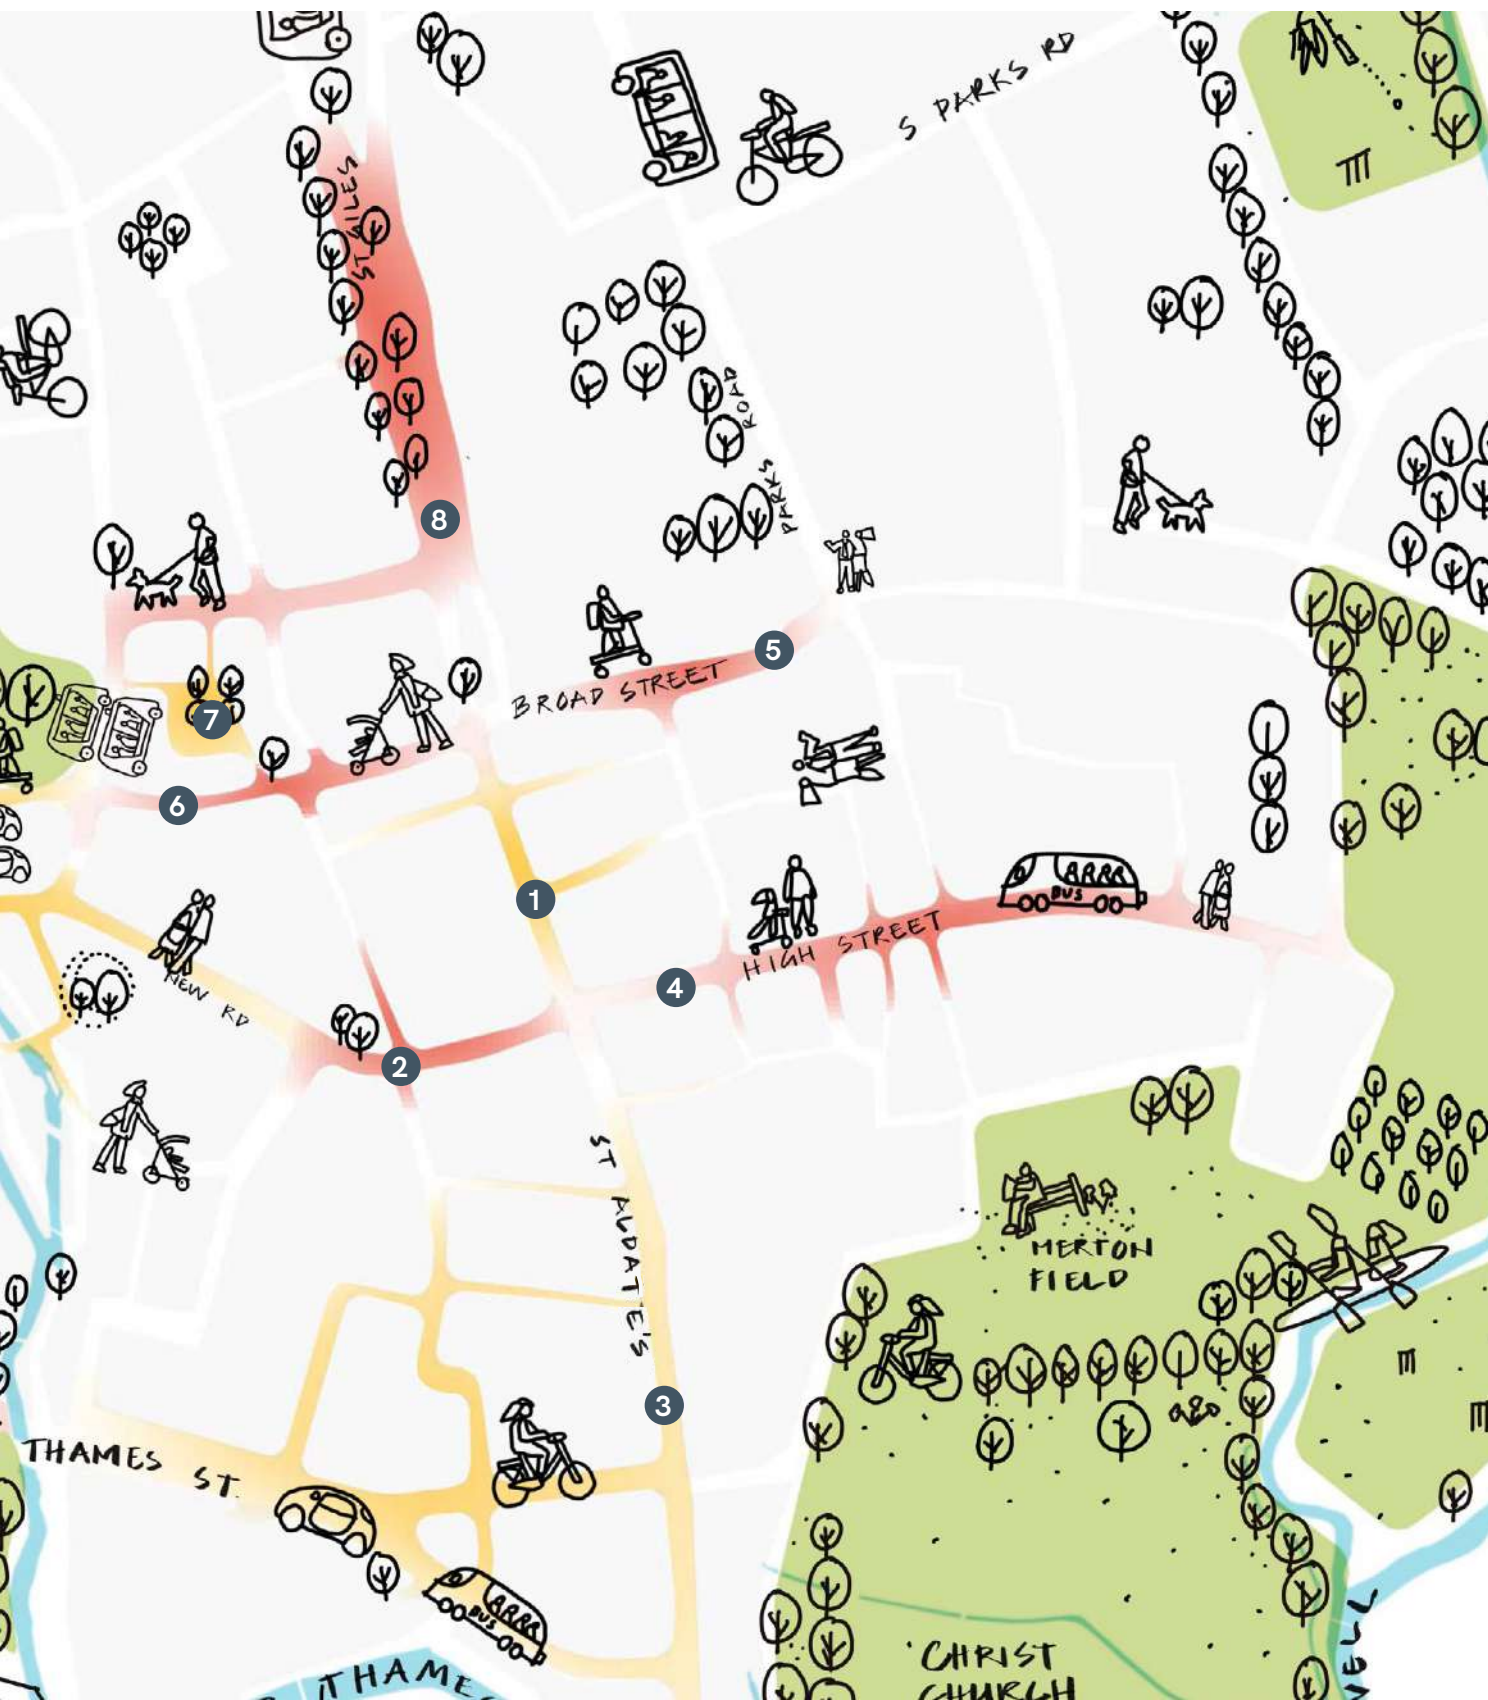 S PARKS RD
ST GILES
PARKS ROAD
8
5
BROAD STREET
7
6
1
BUS
HIGH STREET
4
NEW RD
2
ST ALDATE'S
MERTON
FIELD
3
THAMES ST.
BUS
CHRIST
CHURCH